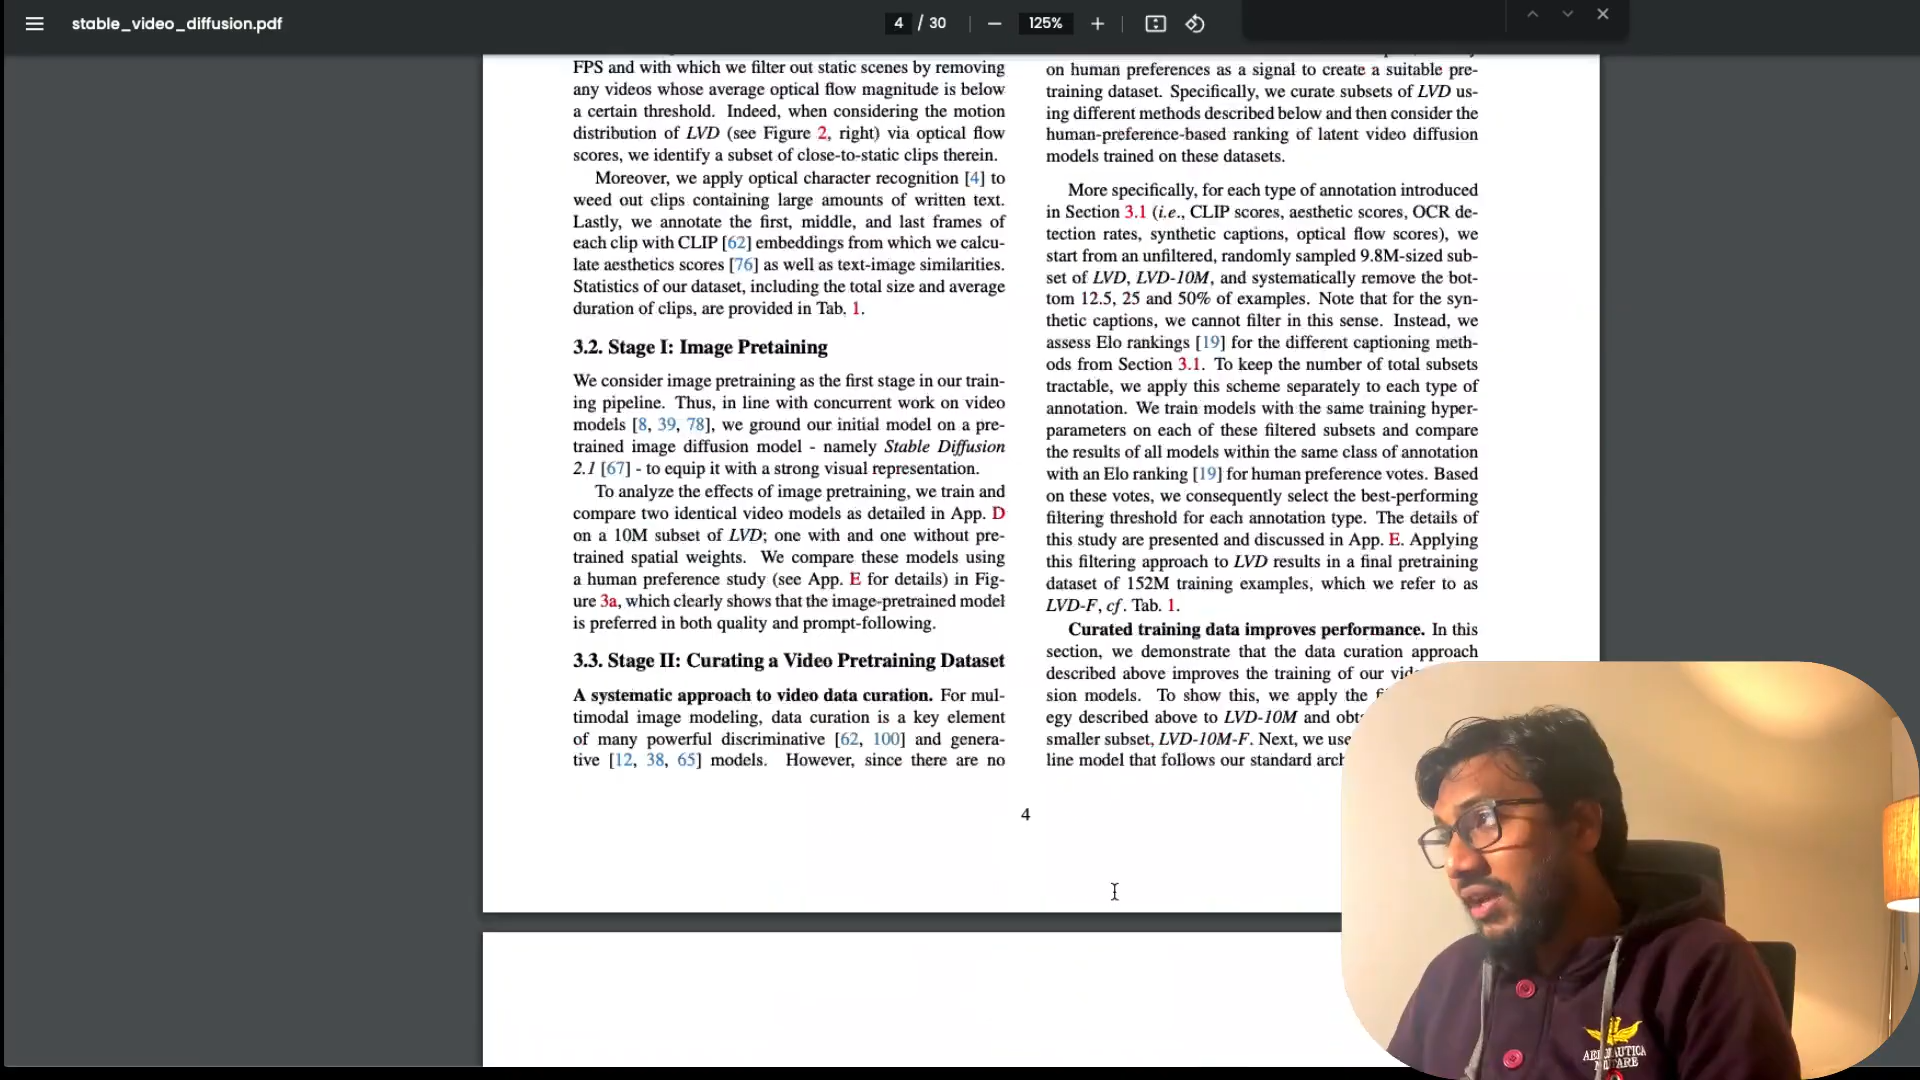 stable_video_diffusion.pdf
4 / 30
125%
FPS and with which we filter out static scenes by removing
any videos whose average optical flow magnitude is below
a certain threshold. Indeed, when considering the motion
distribution of LVD (see Figure 2, right) via optical flow
scores, we identify a subset of close-to-static clips therein.
Moreover, we apply optical character recognition [4] to
weed out clips containing large amounts of written text.
Lastly, we annotate the first, middle, and last frames of
each clip with CLIP [62] embeddings from which we calcu-
late aesthetics scores [76] as well as text-image similarities.
Statistics of our dataset, including the total size and average
duration of clips, are provided in Tab. 1.
3.2. Stage I: Image Pretaining
We consider image pretraining as the first stage in our train-
ing pipeline. Thus, in line with concurrent work on video
models [8, 39, 78], we ground our initial model on a pre-
trained image diffusion model - namely Stable Diffusion
2.1 [67] - to equip it with a strong visual representation.
To analyze the effects of image pretraining, we train and
compare two identical video models as detailed in App. D
on a 10M subset of LVD; one with and one without pre-
trained spatial weights. We compare these models using
a human preference study (see App. E for details) in Fig-
ure 3a, which clearly shows that the image-pretrained model
is preferred in both quality and prompt-following.
3.3. Stage II: Curating a Video Pretraining Dataset
A systematic approach to video data curation. For mul-
timodal image modeling, data curation is a key element
of many powerful discriminative [62, 100] and genera-
tive [12, 38, 65] models. However, since there are no
on human preferences as a signal to create a suitable pre-
training dataset. Specifically, we curate subsets of LVD us-
ing different methods described below and then consider the
human-preference-based ranking of latent video diffusion
models trained on these datasets.
More specifically, for each type of annotation introduced
in Section 3.1 (i.e., CLIP scores, aesthetic scores, OCR de-
tection rates, synthetic captions, optical flow scores), we
start from an unfiltered, randomly sampled 9.8M-sized sub-
set of LVD, LVD-10M, and systematically remove the bot-
tom 12.5, 25 and 50% of examples. Note that for the syn-
thetic captions, we cannot filter in this sense. Instead, we
assess Elo rankings [19] for the different captioning meth-
ods from Section 3.1. To keep the number of total subsets
tractable, we apply this scheme separately to each type of
annotation. We train models with the same training hyper-
parameters on each of these filtered subsets and compare
the results of all models within the same class of annotation
with an Elo ranking [19] for human preference votes. Based
on these votes, we consequently select the best-performing
filtering threshold for each annotation type. The details of
this study are presented and discussed in App. E. Applying
this filtering approach to LVD results in a final pretraining
dataset of 152M training examples, which we refer to as
LVD-F, cf. Tab. 1.
Curated training data improves performance. In this
section, we demonstrate that the data curation approach
described above improves the training of our
sion models. To show this, we apply the
egy described above to LVD-10M and
smaller subset, LVD-10M-F. Next, we use
line model that follows our standard
4